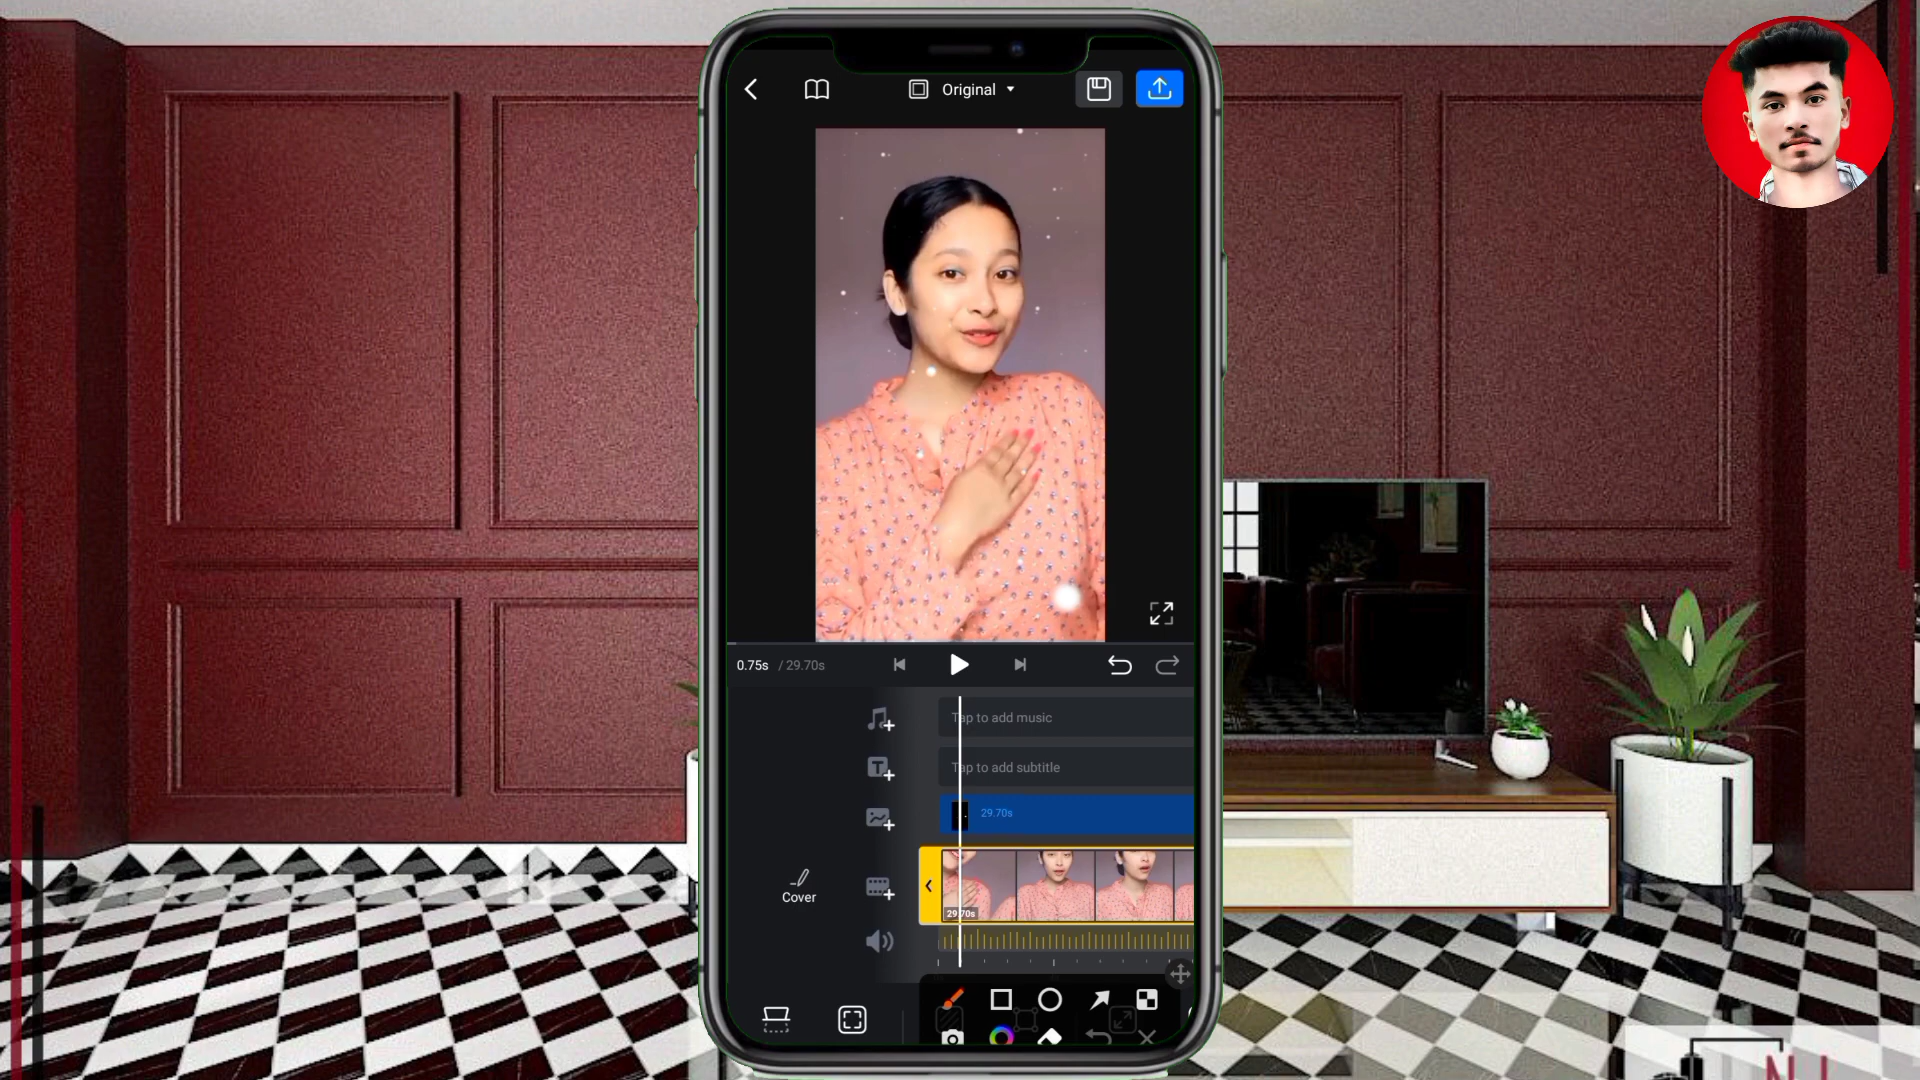 Original
0.75s / 29.70s
Tap to add music
Tap to add subtitle
29.70s
29.70s
Cover